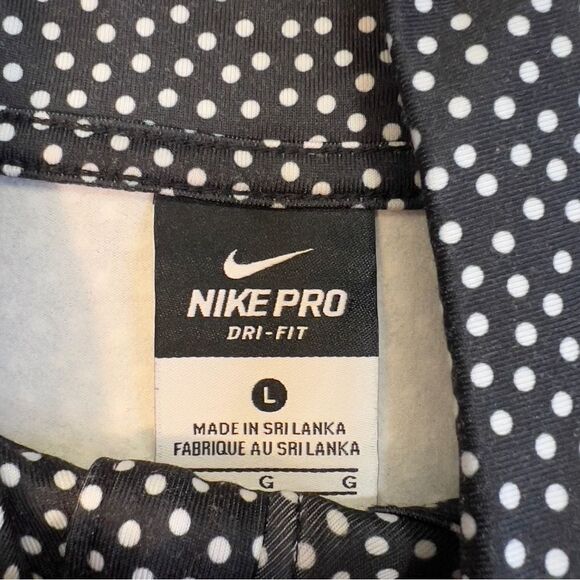 NIKE PRO
DRI-FIT
L
MADE IN SRI LANKA
FABRIQUE AU SRI LANKA
G G